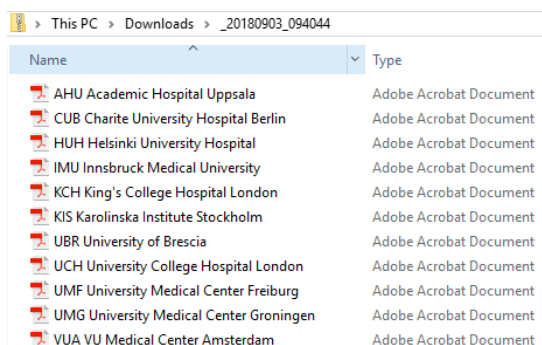 This PC > Downloads > _20180903_094044
Name Type
AHU Academic Hospital Uppsala Adobe Acrobat Document
CUB Charite University Hospital Berlin Adobe Acrobat Document
HUH Helsinki University Hospital Adobe Acrobat Document
IMU Innsbruck Medical University Adobe Acrobat Document
KCH King's College Hospital London Adobe Acrobat Document
KIS Karolinska Institute Stockholm Adobe Acrobat Document
UBR University of Brescia Adobe Acrobat Document
UCH University College Hospital London Adobe Acrobat Document
UMF University Medical Center Freiburg Adobe Acrobat Document
UMG University Medical Center Groningen Adobe Acrobat Document
VUA VU Medical Center Amsterdam Adobe Acrobat Document